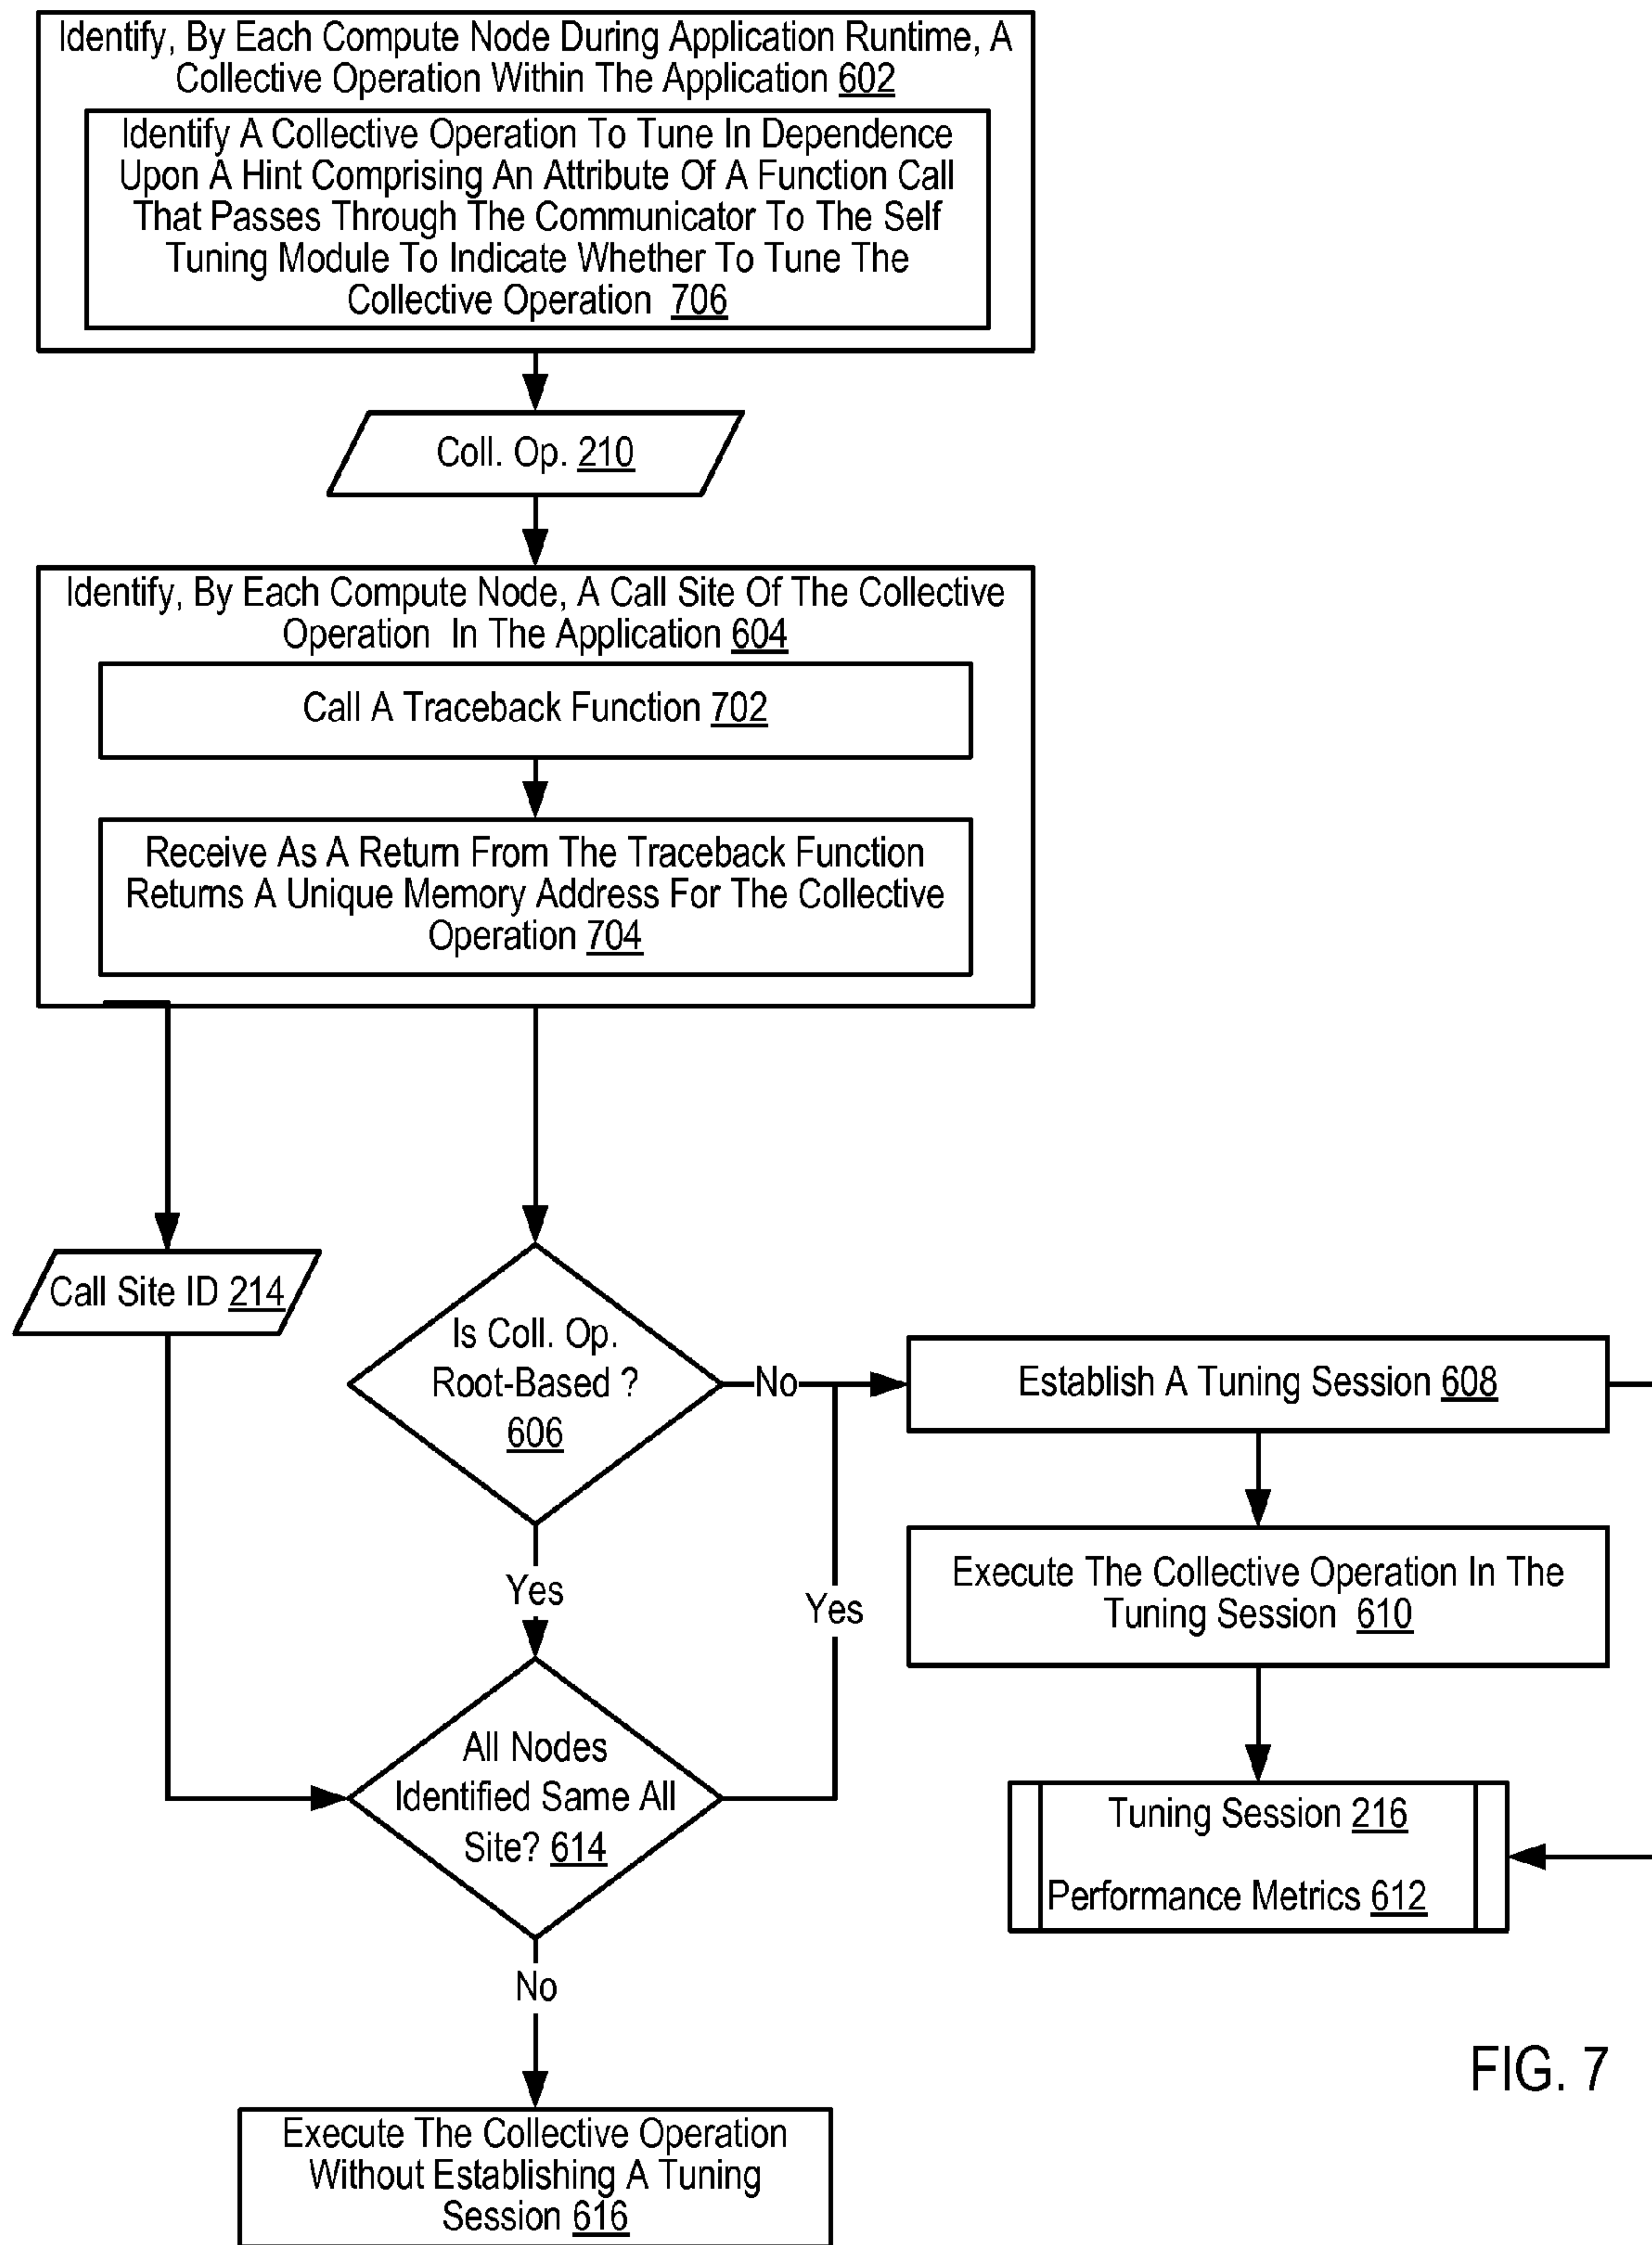 Identify, By Each Compute Node During Application Runtime, A
Collective Operation Within The Application 602
Identify A Collective Operation To Tune In Dependence
Upon A Hint Comprising An Attribute Of A Function Call
That Passes Through The Communicator To The Self
Tuning Module To Indicate Whether To Tune The
Collective Operation 706
Coll. Op. 210
Identify, By Each Compute Node, A Call Site Of The Collective
Operation In The Application 604
Call A Traceback Function 702
Receive As A Return From The Traceback Function
Returns A Unique Memory Address For The Collective
Operation 704
Call Site ID 214
Is Coll. Op.
Root-Based ?
606
No
Establish A Tuning Session 608
Execute The Collective Operation In The
Tuning Session 610
Yes
Yes
All Nodes
Identified Same All
Site? 614
Tuning Session 216
Performance Metrics 612
No
Execute The Collective Operation
Without Establishing A Tuning
Session 616
FIG. 7